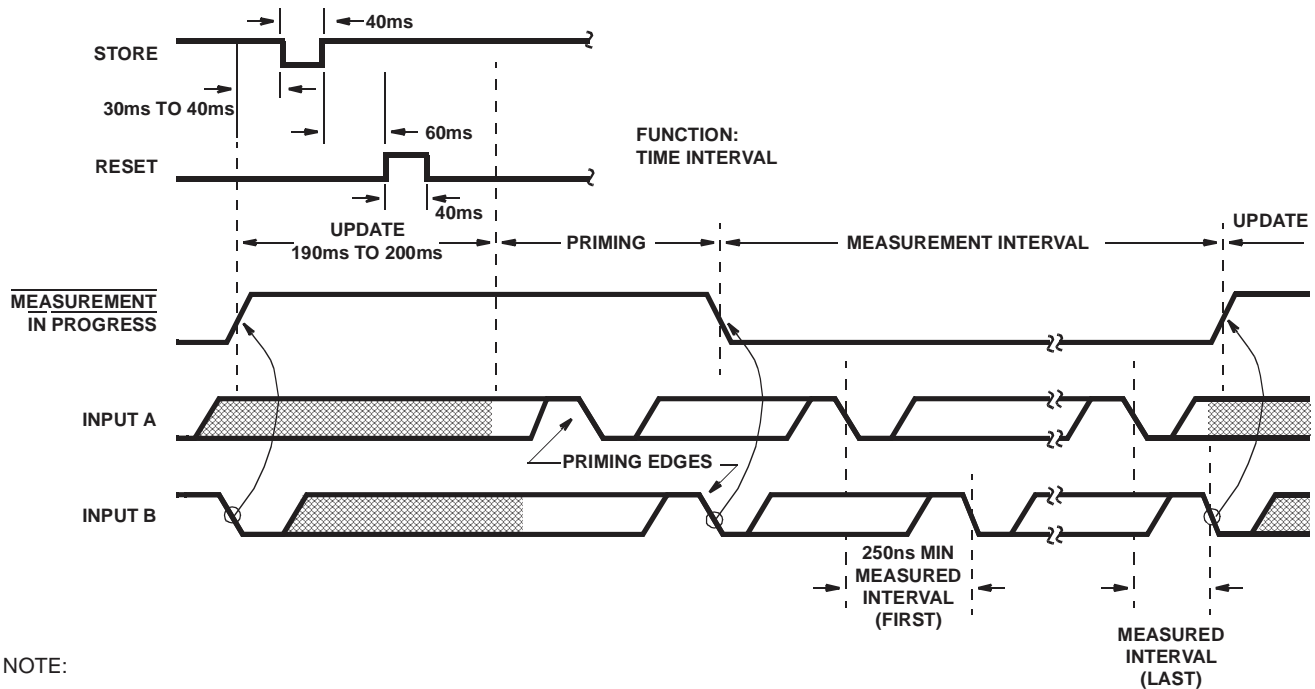 40ms
STORE
30ms TO 40ms
60ms
FUNCTION:
TIME INTERVAL
RESET
40ms
UPDATE
190ms TO 200ms
PRIMING
MEASUREMENT INTERVAL
UPDATE
MEASUREMENT
IN PROGRESS
INPUT A
PRIMING EDGES
INPUT B
250ns MIN
MEASURED
INTERVAL
(FIRST)
MEASURED
INTERVAL
(LAST)
NOTE: